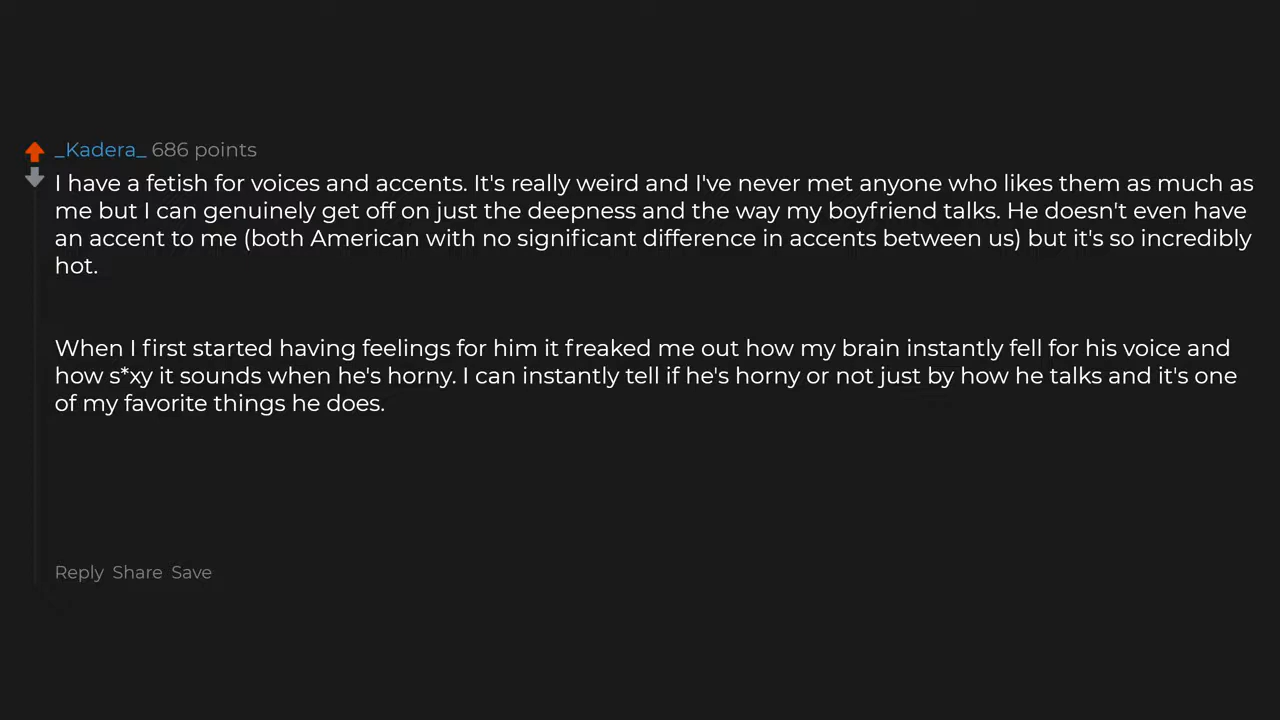 _Kadera_ 686 points
I have a fetish for voices and accents. It's really weird and I've never met anyone who likes them as much as
me but I can genuinely get off on just the deepness and the way my boyfriend talks. He doesn't even have
an accent to me (both American with no significant difference in accents between us) but it's so incredibly
hot.
When I first started having feelings for him it freaked me out how my brain instantly fell for his voice and
how s*xy it sounds when he's horny. I can instantly tell if he's horny or not just by how he talks and it's one
of my favorite things he does.
Reply Share Save